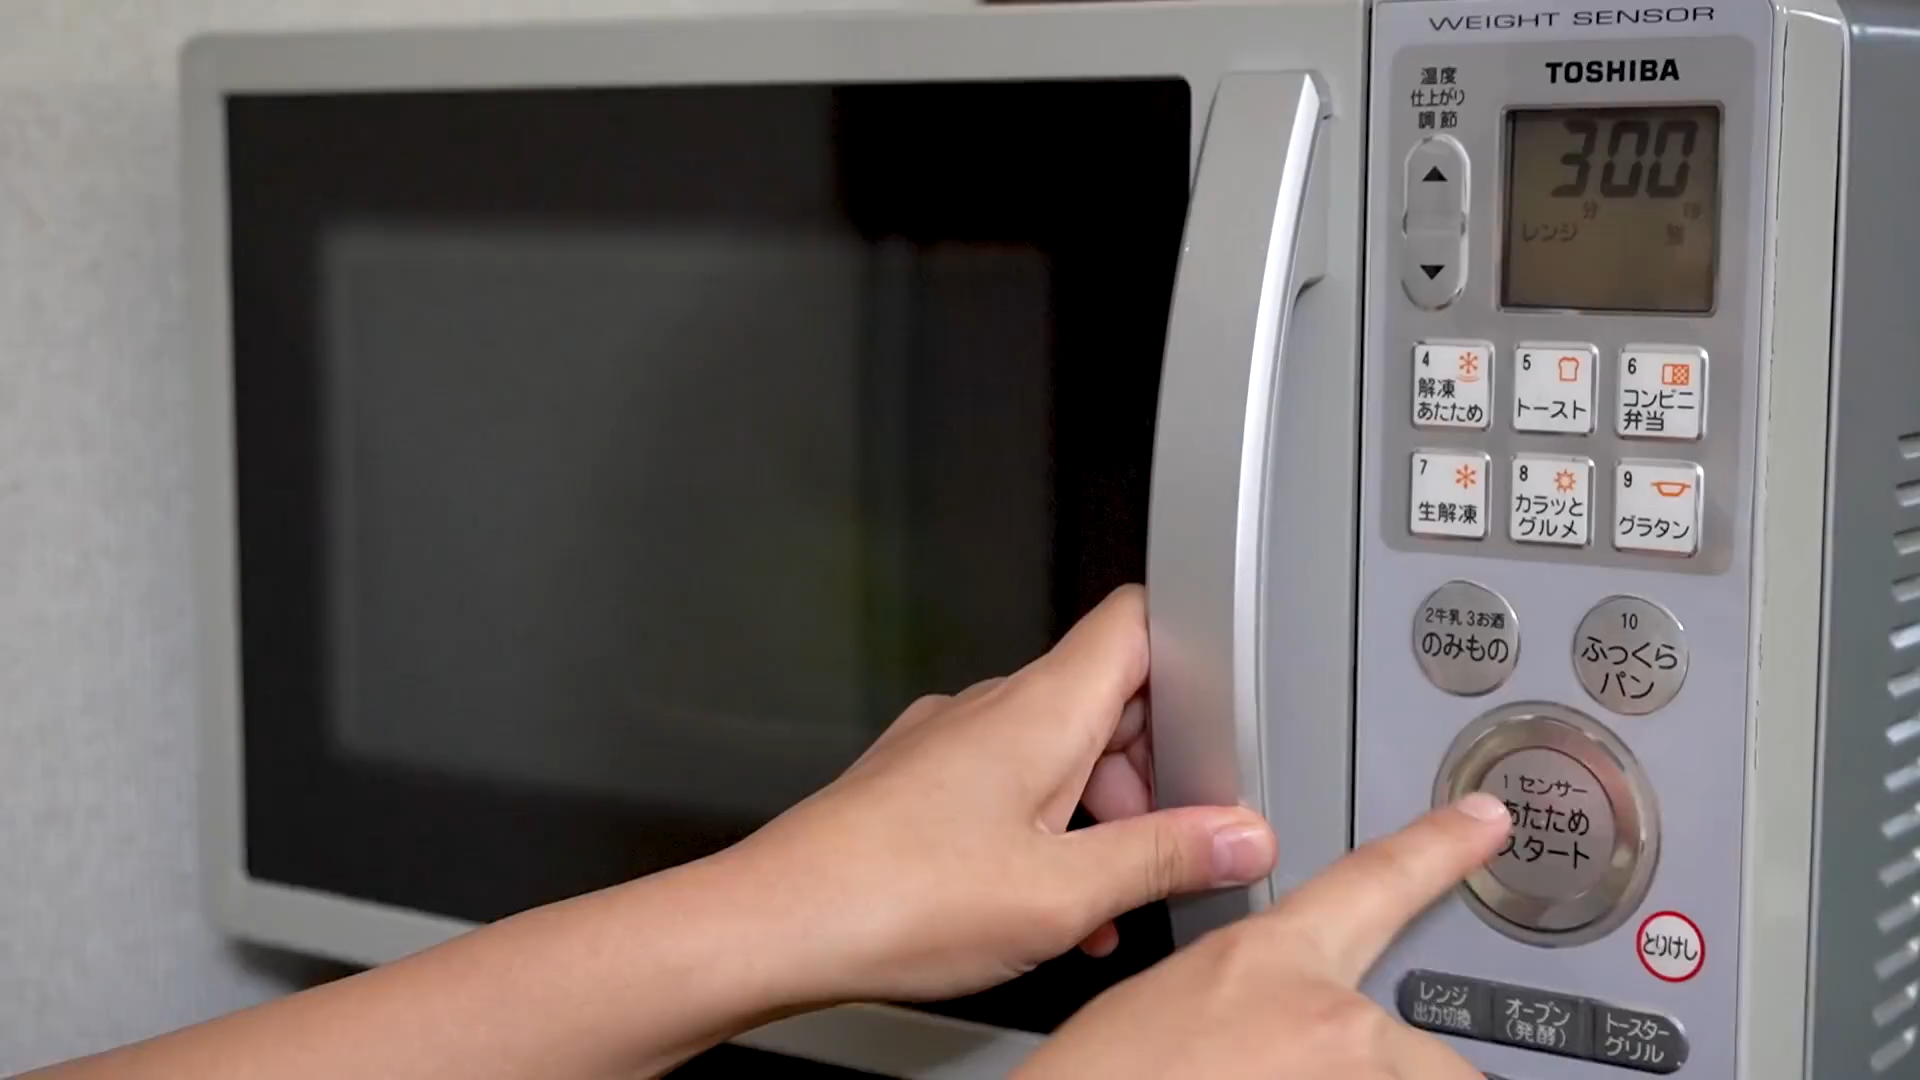 WEIGHT SENSOR
TOSHIBA
温度
仕上がり
調節
300
分
レンジ
4
解凍
あたため
5
トースト
6
コンビニ
弁当
7
生解凍
8
カラッと
グルメ
9
グラタン
2牛乳 3お酒
のみもの
10
ふっくら
パン
1 センサー
あたため
スタート
とりけし
レンジ
出力切換
オーブン
(発酵)
トースター
グリル